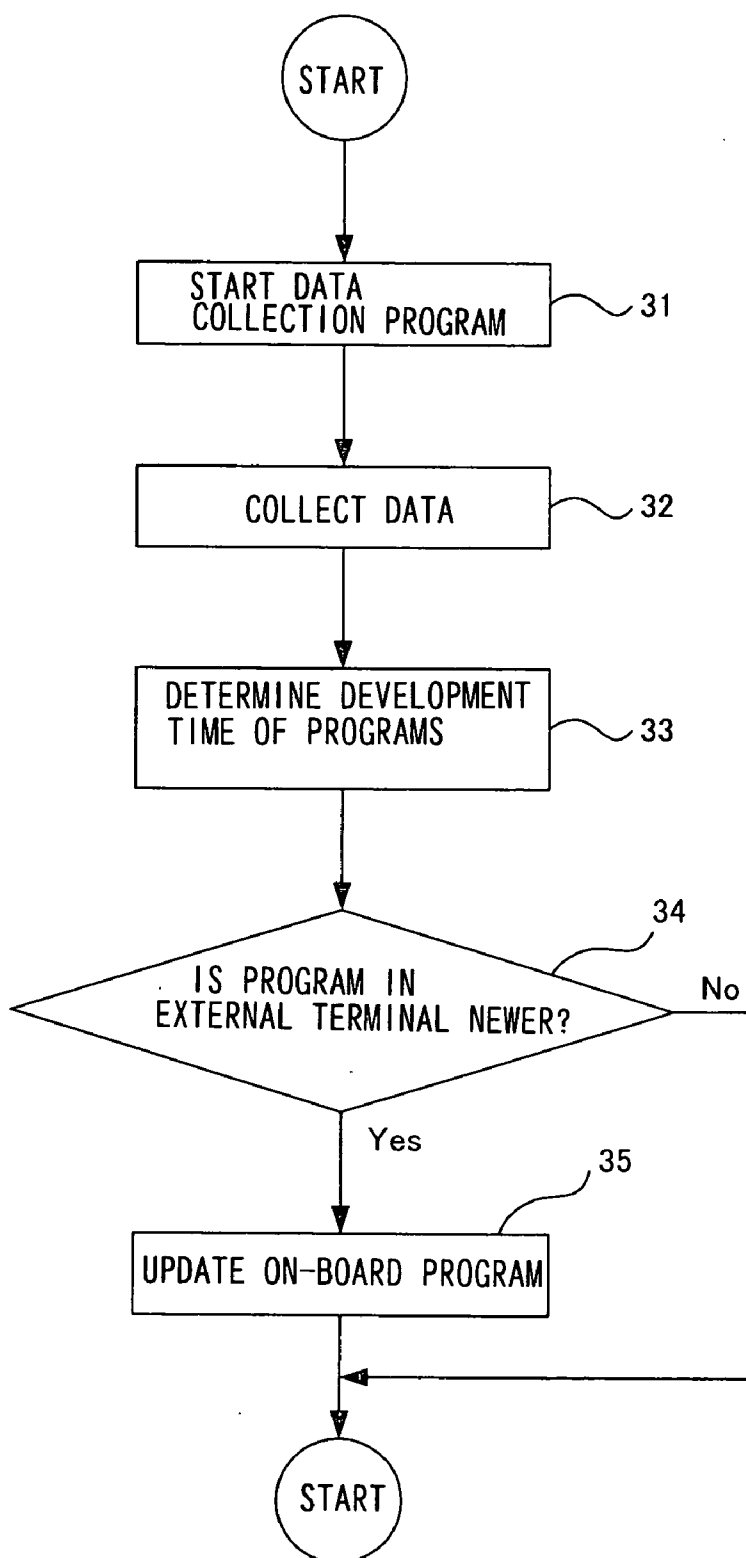 START
START DATA
COLLECTION PROGRAM
31
COLLECT DATA
32
DETERMINE DEVELOPMENT
TIME OF PROGRAMS
33
34
IS PROGRAM IN
EXTERNAL TERMINAL NEWER?
No
Yes
35
UPDATE ON-BOARD PROGRAM
START